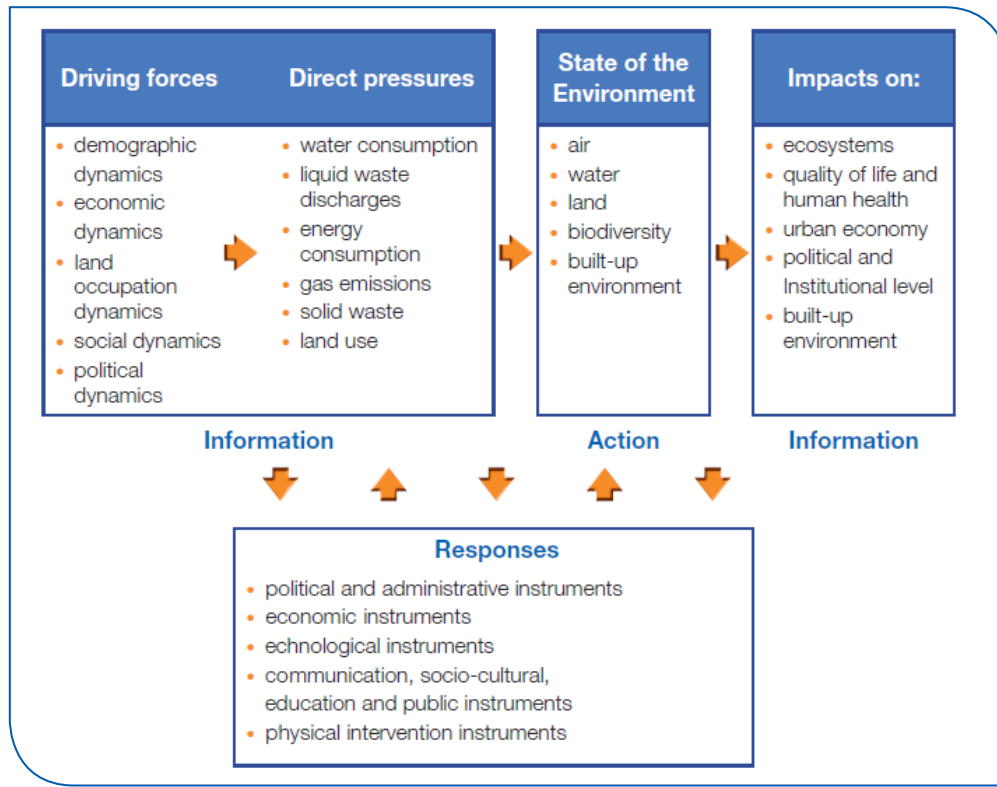 Driving forces
demographic
dynamics
economic
dynamics
land
occupation
dynamics
social dynamics
political
dynamics
Direct pressures
water consumption
liquid waste
discharges
energy
consumption
gas emissions
solid waste
land use
State of the
Environment
air
water
land
biodiversity
built-up
environment
Impacts on:
ecosystems
quality of life and
human health
urban economy
political and
Institutional level
built-up
environment
Information
Action
Information
Responses
political and administrative instruments
economic instruments
echnological instruments
communication, socio-cultural,
education and public instruments
physical intervention instruments